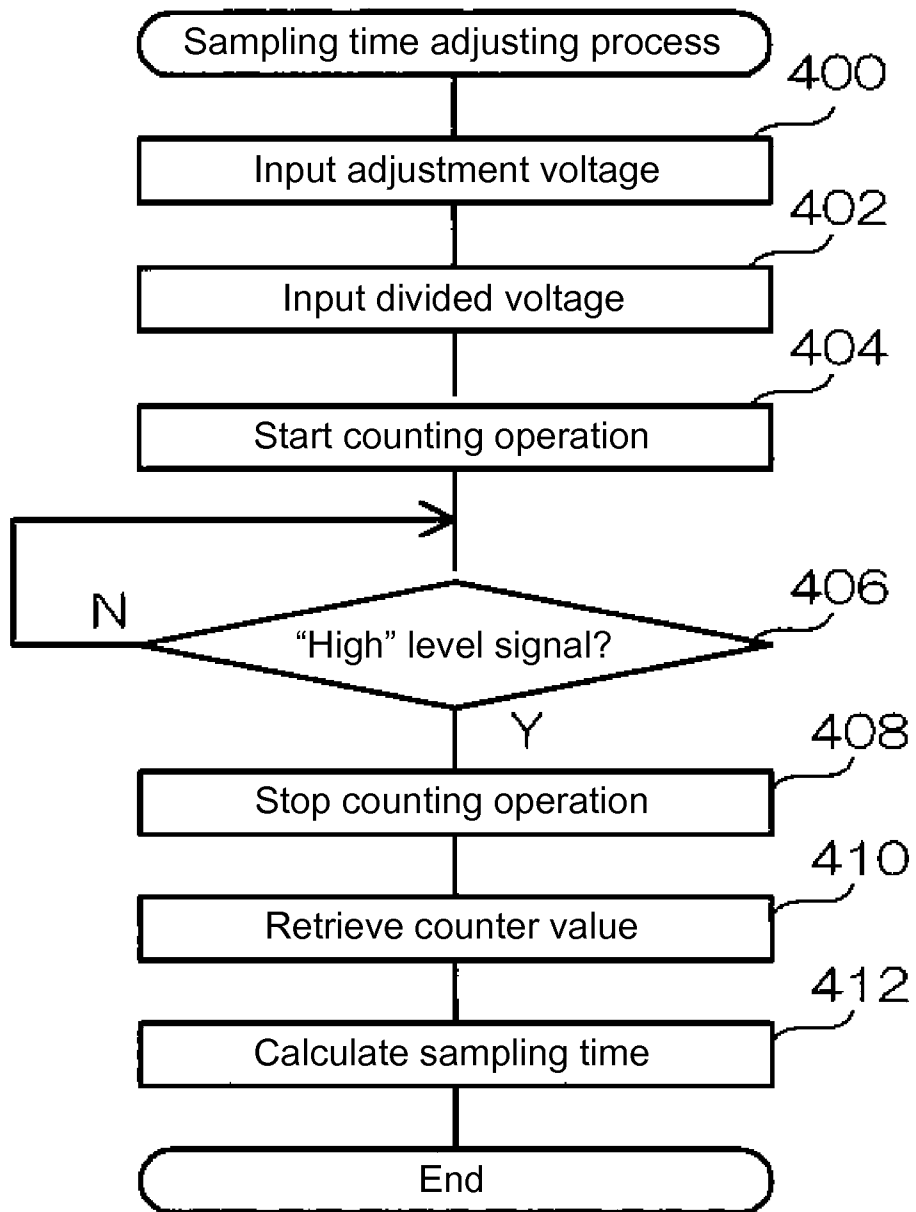 Sampling time adjusting process
400
Input adjustment voltage
402
Input divided voltage
404
Start counting operation
406
“High” level signal?
N
Y
408
Stop counting operation
410
Retrieve counter value
412
Calculate sampling time
End